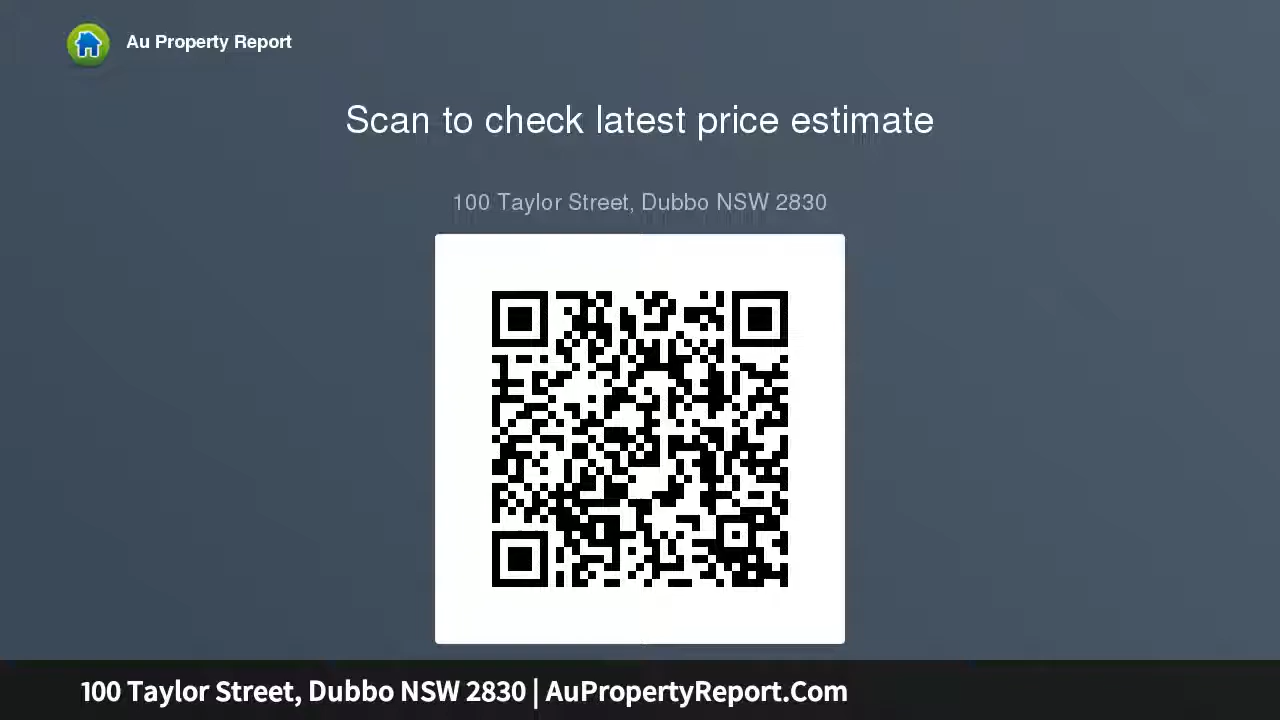 Au Property Report
Scan to check latest price estimate
100 Taylor Street, Dubbo NSW 2830
100 Taylor Street, Dubbo NSW 2830 | AuPropertyReport.Com